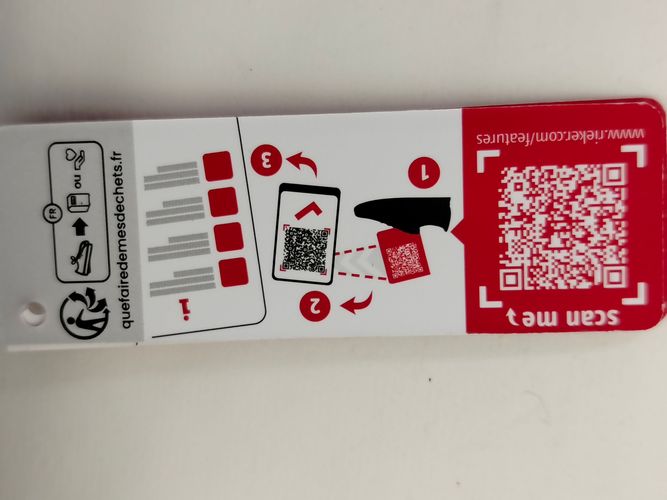 scan me
www.rieker.com/features
1
2
3
i
FR
ou
quefairedemesdechets.fr